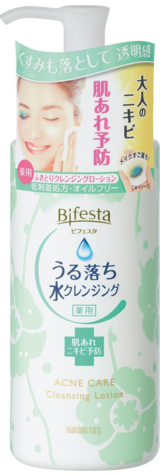 くすみも落として透明感
大人の
ニキビ
肌あれ予防
薬用
ふきとりクレンジングローション
低刺激処方・オイルフリー
Bifesta
ビフェスタ
うる落ち
水クレンジング
薬用
肌あれ
ニキビ予防
ACNE CARE
Cleansing Lotion
mandom corp.